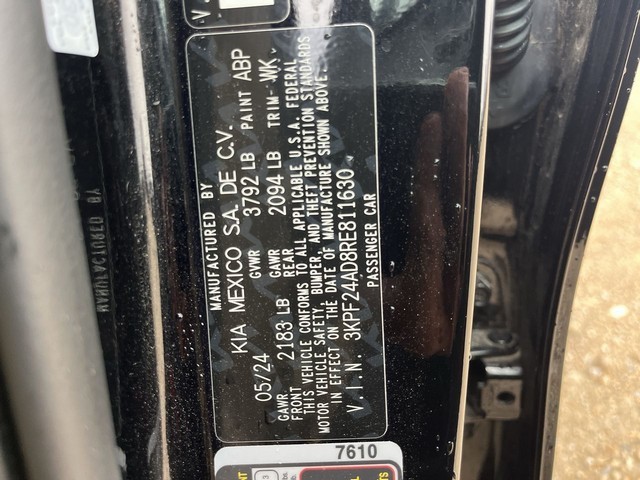 MANUFACTURED BY
KIA MEXICO S.A. DE C.V.
05/24 GVWR 3792 LB PAINT ABP
GAWR FRONT 2183 LB GAWR REAR 2094 LB TRIM WK
THIS VEHICLE CONFORMS TO ALL APPLICABLE U.S.A. FEDERAL
MOTOR VEHICLE SAFETY, BUMPER, AND THEFT PREVENTION STANDARDS
IN EFFECT ON THE DATE OF MANUFACTURE SHOWN ABOVE.
V.I.N. 3KPF24AD8RE811630
PASSENGER CAR
7610